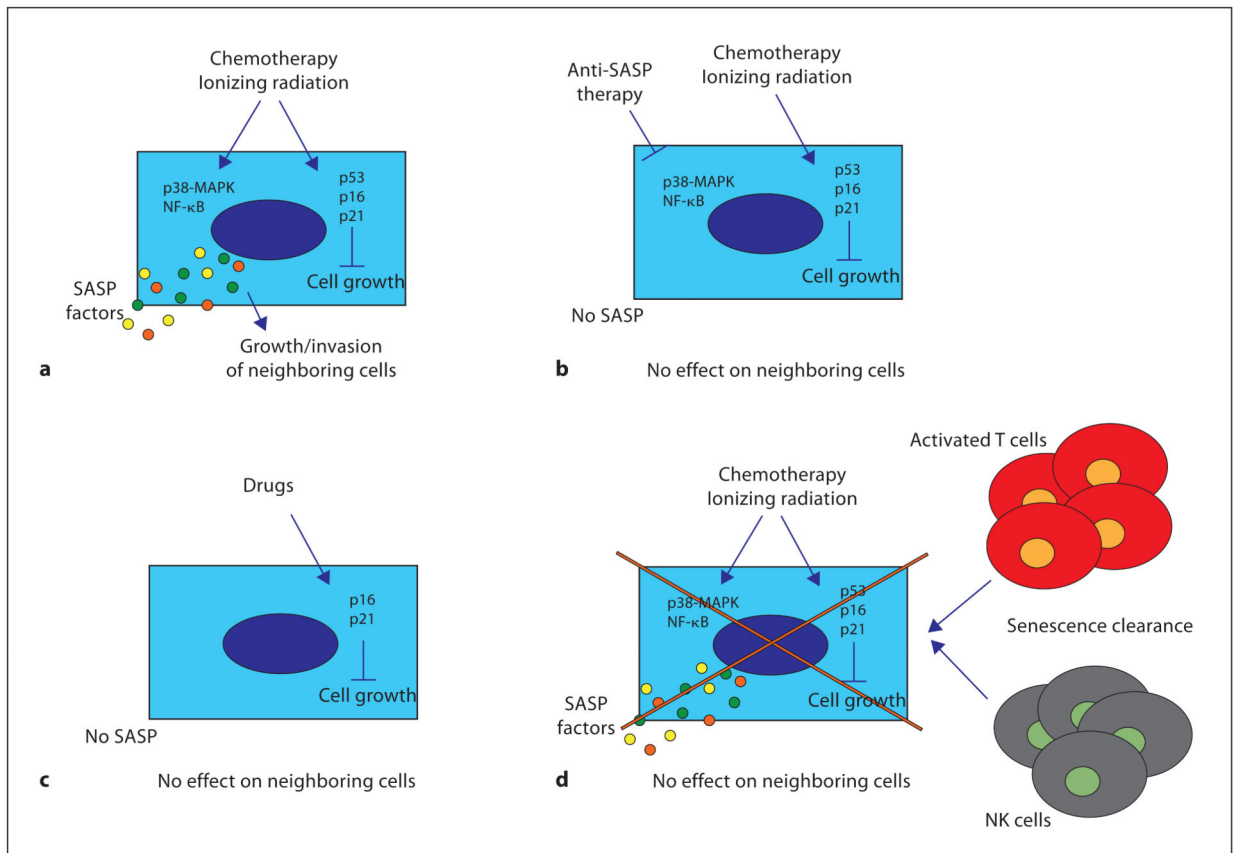 Chemotherapy
Ionizing radiation
p38-MAPK
NF-κB
p53
p16
p21
Cell growth
SASP
factors
Growth/invasion
of neighboring cells
a
Anti-SASP
therapy
Chemotherapy
Ionizing radiation
p38-MAPK
NF-κB
p53
p16
p21
Cell growth
No SASP
b
No effect on neighboring cells
Drugs
p16
p21
Cell growth
No SASP
c
No effect on neighboring cells
Chemotherapy
Ionizing radiation
p38-MAPK
NF-κB
p53
p16
p21
Cell growth
SASP
factors
d
No effect on neighboring cells
Activated T cells
Senescence clearance
NK cells